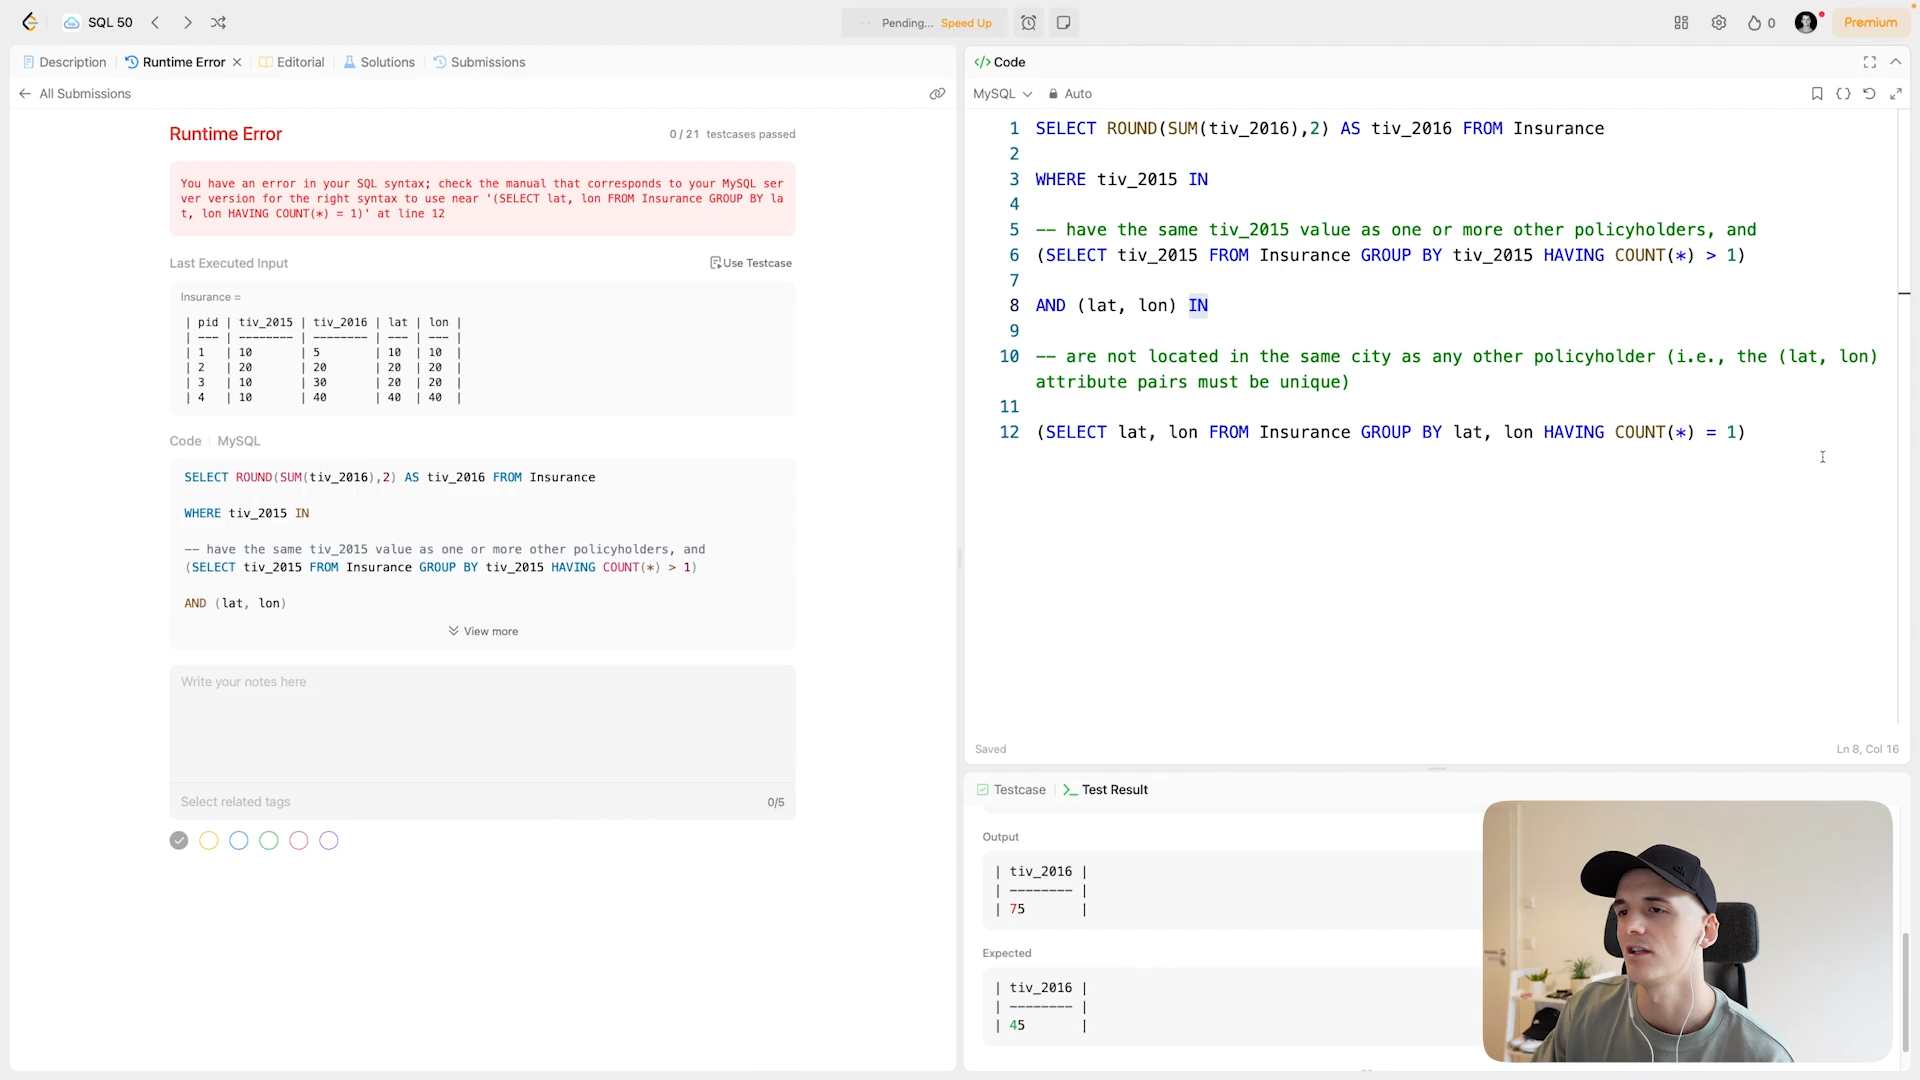 SQL 50
Pending... Speed Up
0
Premium
Description
Runtime Error
Editorial
Solutions
Submissions
All Submissions
Runtime Error
0 / 21 testcases passed
You have an error in your SQL syntax; check the manual that corresponds to your MySQL ser
ver version for the right syntax to use near '(SELECT lat, lon FROM Insurance GROUP BY la
t, lon HAVING COUNT(*) = 1)' at line 12
Last Executed Input
Use Testcase
Insurance =
| pid | tiv_2015 | tiv_2016 | lat | lon |
| --- | -------- | -------- | --- | --- |
| 1 | 10 | 5 | 10 | 10 |
| 2 | 20 | 20 | 20 | 20 |
| 3 | 10 | 30 | 20 | 20 |
| 4 | 10 | 40 | 40 | 40 |
Code | MySQL
SELECT ROUND(SUM(tiv_2016),2) AS tiv_2016 FROM Insurance
WHERE tiv_2015 IN
-- have the same tiv_2015 value as one or more other policyholders, and
(SELECT tiv_2015 FROM Insurance GROUP BY tiv_2015 HAVING COUNT(*) > 1)
AND (lat, lon)
View more
Write your notes here
Select related tags
0/5
</> Code
MySQL
Auto
1 SELECT ROUND(SUM(tiv_2016),2) AS tiv_2016 FROM Insurance
2
3 WHERE tiv_2015 IN
4
5 -- have the same tiv_2015 value as one or more other policyholders, and
6 (SELECT tiv_2015 FROM Insurance GROUP BY tiv_2015 HAVING COUNT(*) > 1)
7
8 AND (lat, lon) IN
9
10 -- are not located in the same city as any other policyholder (i.e., the (lat, lon)
attribute pairs must be unique)
11
12 (SELECT lat, lon FROM Insurance GROUP BY lat, lon HAVING COUNT(*) = 1)
Saved
Ln 8, Col 16
Testcase
Test Result
Output
| tiv_2016 |
| -------- |
| 75 |
Expected
| tiv_2016 |
| -------- |
| 45 |